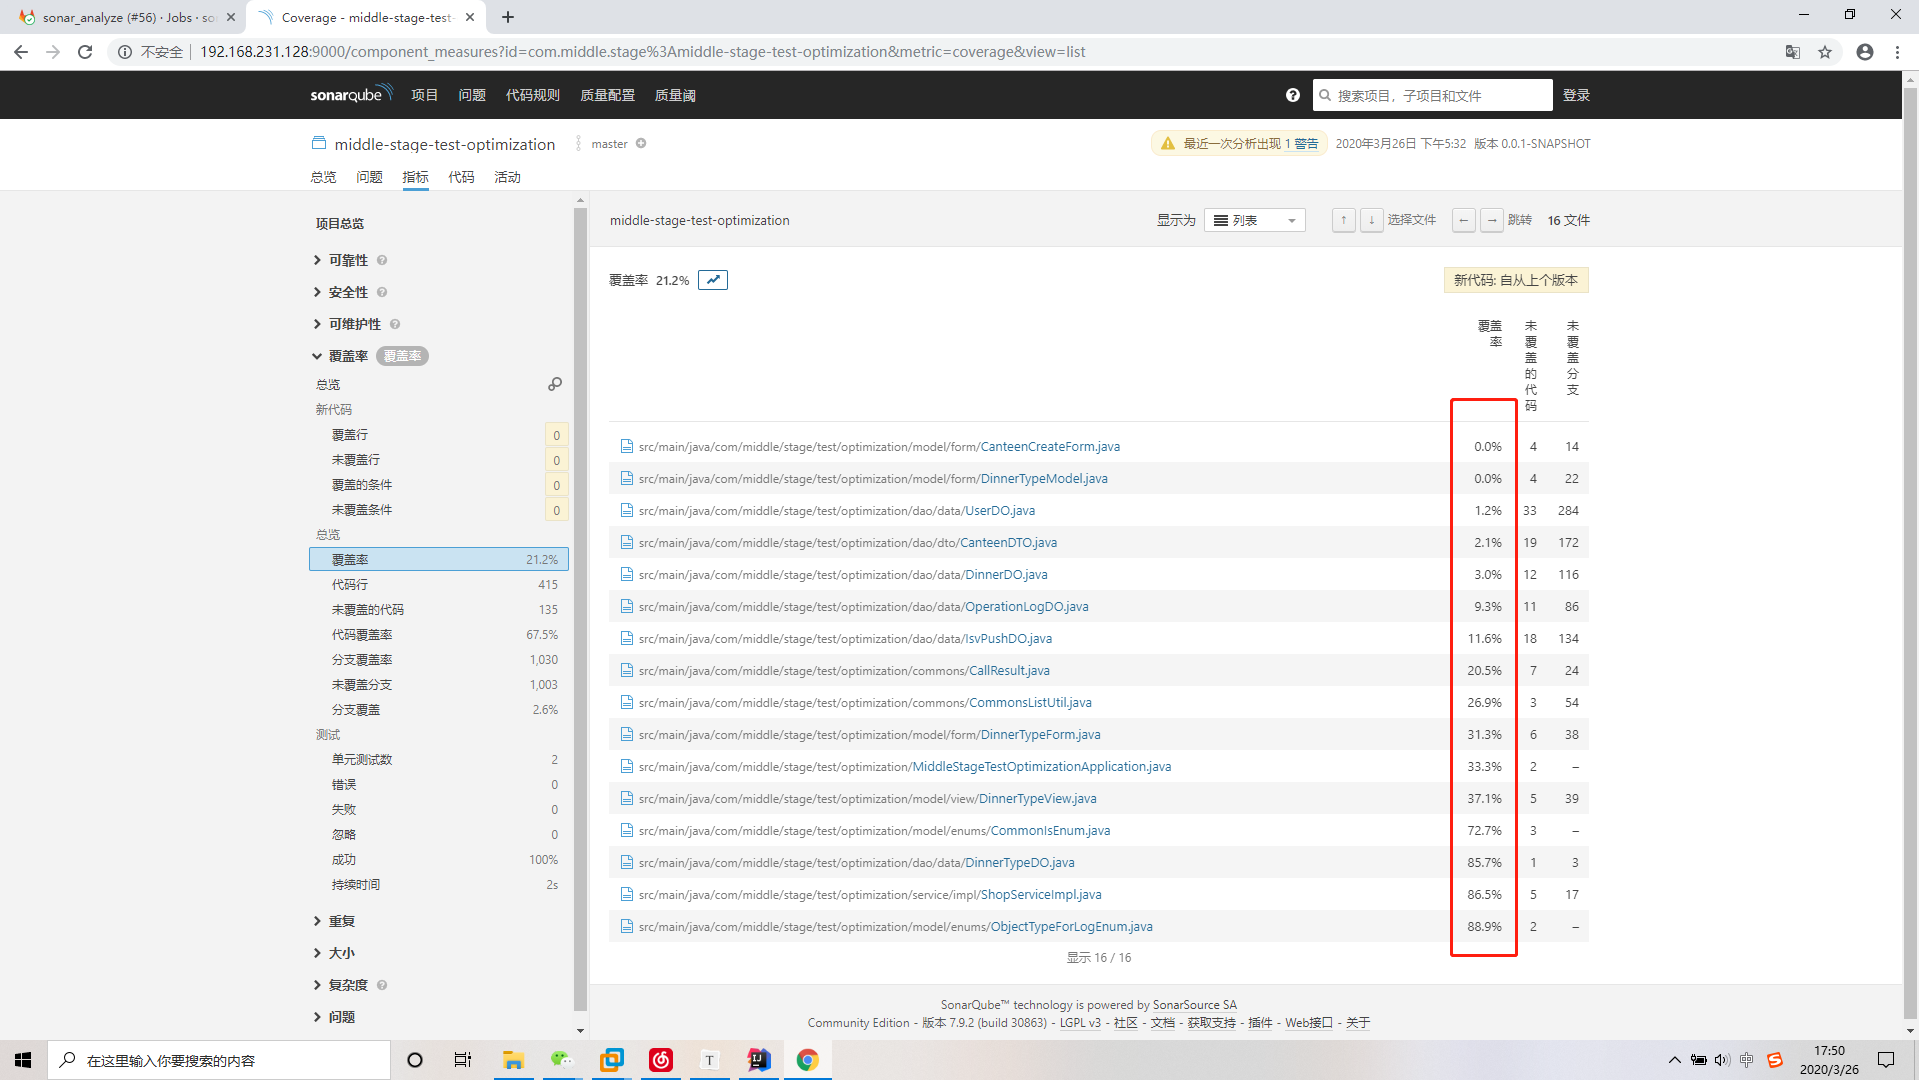 sonar_analyze (#56) · Jobs · so
Coverage - middle-stage-test-
不安全
192.168.231.128:9000/component_measures?id=com.middle.stage%3Amiddle-stage-test-optimization&metric=coverage&view=list
sonarqube 项目 问题 代码规则 质量配置 质量阈
搜索项目，子项目和文件 登录
middle-stage-test-optimization master
最近一次分析出现 1 警告 2020年3月26日 下午5:32 版本 0.0.1-SNAPSHOT
总览 问题 指标 代码 活动
项目总览
可靠性
安全性
可维护性
覆盖率 覆盖率
总览
新代码
覆盖行 0
未覆盖行 0
覆盖的条件 0
未覆盖条件 0
总览
覆盖率 21.2%
代码行 415
未覆盖的代码 135
代码覆盖率 67.5%
分支覆盖率 1,030
未覆盖分支 1,003
分支覆盖 2.6%
测试
单元测试数 2
错误 0
失败 0
忽略 0
成功 100%
持续时间 2s
重复
大小
复杂度
问题
middle-stage-test-optimization 显示为 列表 ↑ ↓ 选择文件 ← → 跳转 16 文件
覆盖率 21.2% 新代码: 自从上个版本
覆盖率 未覆盖的代码 未覆盖分支
src/main/java/com/middle/stage/test/optimization/model/form/CanteenCreateForm.java 0.0% 4 14
src/main/java/com/middle/stage/test/optimization/model/form/DinnerTypeModel.java 0.0% 4 22
src/main/java/com/middle/stage/test/optimization/dao/data/UserDO.java 1.2% 33 284
src/main/java/com/middle/stage/test/optimization/dao/dto/CanteenDTO.java 2.1% 19 172
src/main/java/com/middle/stage/test/optimization/dao/data/DinnerDO.java 3.0% 12 116
src/main/java/com/middle/stage/test/optimization/dao/data/OperationLogDO.java 9.3% 11 86
src/main/java/com/middle/stage/test/optimization/dao/data/IsvPushDO.java 11.6% 18 134
src/main/java/com/middle/stage/test/optimization/commons/CallResult.java 20.5% 7 24
src/main/java/com/middle/stage/test/optimization/commons/CommonsListUtil.java 26.9% 3 54
src/main/java/com/middle/stage/test/optimization/model/form/DinnerTypeForm.java 31.3% 6 38
src/main/java/com/middle/stage/test/optimization/MiddleStageTestOptimizationApplication.java 33.3% 2 –
src/main/java/com/middle/stage/test/optimization/model/view/DinnerTypeView.java 37.1% 5 39
src/main/java/com/middle/stage/test/optimization/model/enums/CommonIsEnum.java 72.7% 3 –
src/main/java/com/middle/stage/test/optimization/dao/data/DinnerTypeDO.java 85.7% 1 3
src/main/java/com/middle/stage/test/optimization/service/impl/ShopServiceImpl.java 86.5% 5 17
src/main/java/com/middle/stage/test/optimization/model/enums/ObjectTypeForLogEnum.java 88.9% 2 –
显示 16 / 16
SonarQube™ technology is powered by SonarSource SA
Community Edition - 版本 7.9.2 (build 30863) - LGPL v3 - 社区 - 文档 - 获取支持 - 插件 - Web接口 - 关于
在这里输入你要搜索的内容
中
17:50
2020/3/26